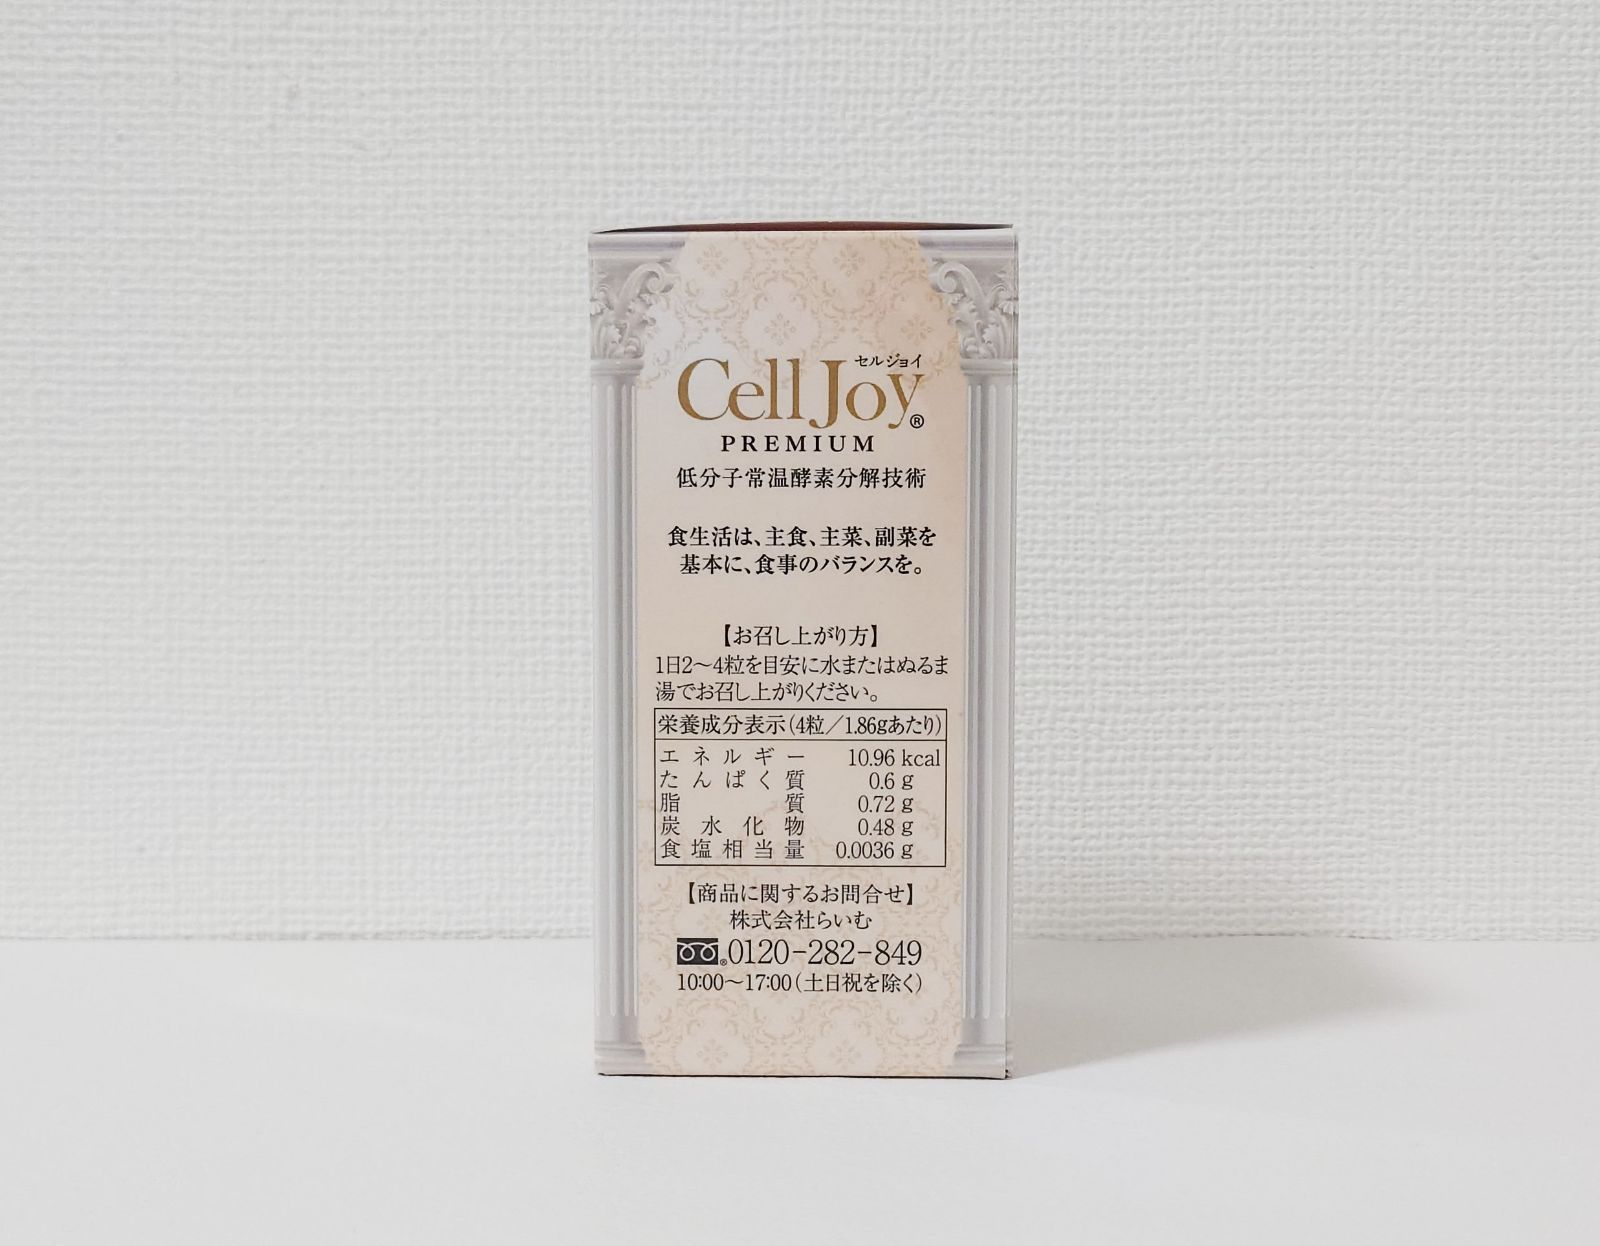 セルジョイ
Cell Joy®
PREMIUM
低分子常温酵素分解技術
食生活は、主食、主菜、副菜を
基本に、食事のバランスを。
【お召し上がり方】
1日2〜4粒を目安に水またはぬるま
湯でお召し上がりください。
栄養成分表示(4粒／1.86gあたり)
エネルギー 10.96 kcal
たんぱく質 0.6 g
脂質 0.72 g
炭水化物 0.48 g
食塩相当量 0.0036 g
【商品に関するお問合せ】
株式会社らいむ
®0120-282-849
10:00〜17:00(土日祝を除く)